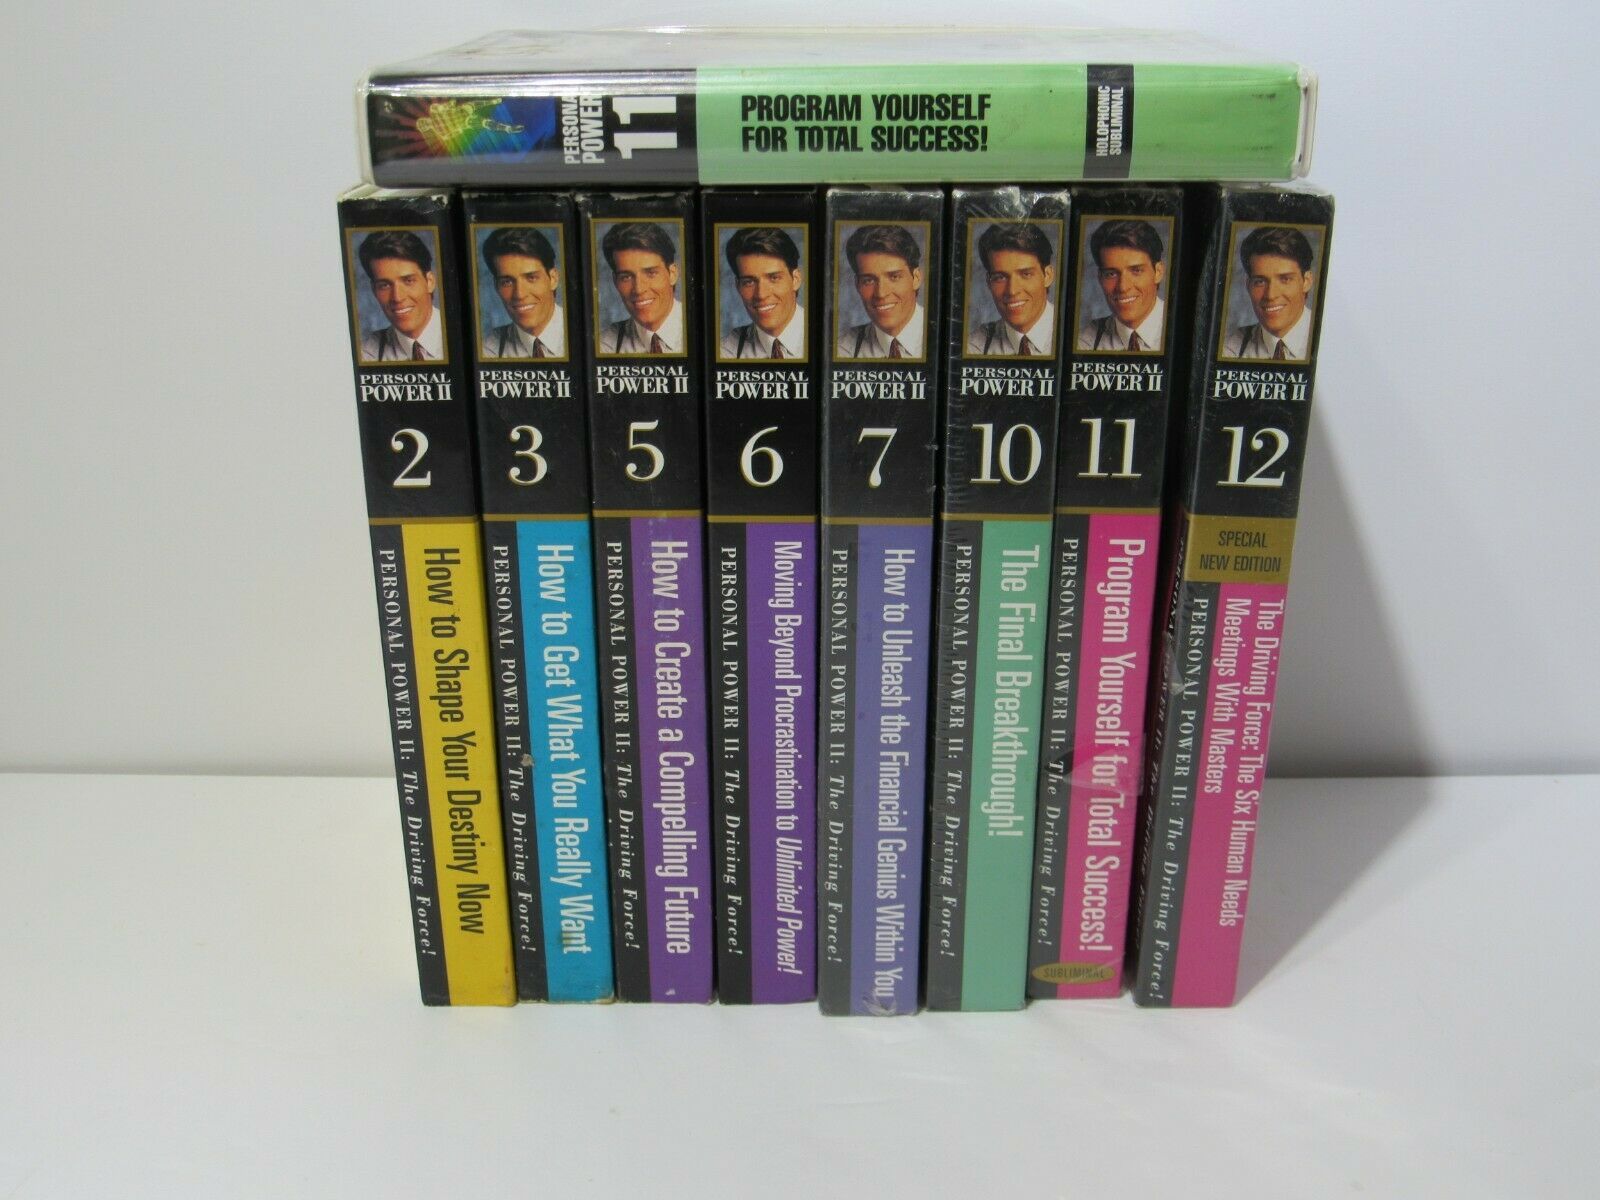 PERSONAL
POWER
11
PROGRAM YOURSELF
FOR TOTAL SUCCESS!
HOLOPHONIC
SUBLIMINAL
PERSONAL
POWER II
2
How to Shape Your Destiny Now
PERSONAL POWER II: The Driving Force!
PERSONAL
POWER II
3
How to Get What You Really Want
PERSONAL POWER II: The Driving Force!
PERSONAL
POWER II
5
How to Create a Compelling Future
PERSONAL POWER II: The Driving Force!
PERSONAL
POWER II
6
Moving Beyond Procrastination to Unlimited Power!
PERSONAL POWER II: The Driving Force!
PERSONAL
POWER II
7
How to Unleash the Financial Genius Within You
PERSONAL POWER II: The Driving Force!
PERSONAL
POWER II
10
The Final Breakthrough!
PERSONAL POWER II: The Driving Force!
PERSONAL
POWER II
11
Program Yourself for Total Success!
PERSONAL POWER II: The Driving Force!
SUBLIMINAL
PERSONAL
POWER II
12
SPECIAL
NEW EDITION
The Driving Force: The Six Human Needs
Meetings With Masters
PERSONAL POWER II: The Driving Force!